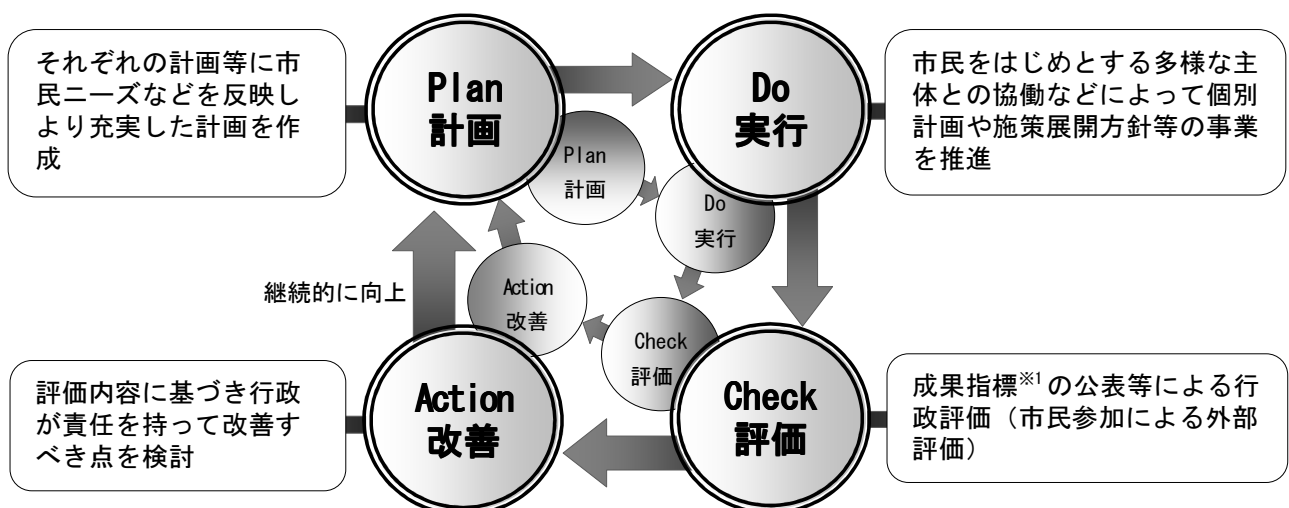 それぞれの計画等に市
民ニーズなどを反映し
より充実した計画を作
成
Plan
計画
Do
実行
市民をはじめとする多様な主
体との協働などによって個別
計画や施策展開方針等の事業
を推進
Plan
計画
Do
実行
Action
改善
Check
評価
継続的に向上
評価内容に基づき行政
が責任を持って改善す
べき点を検討
Action
改善
Check
評価
成果指標※1の公表等による行
政評価（市民参加による外部
評価）